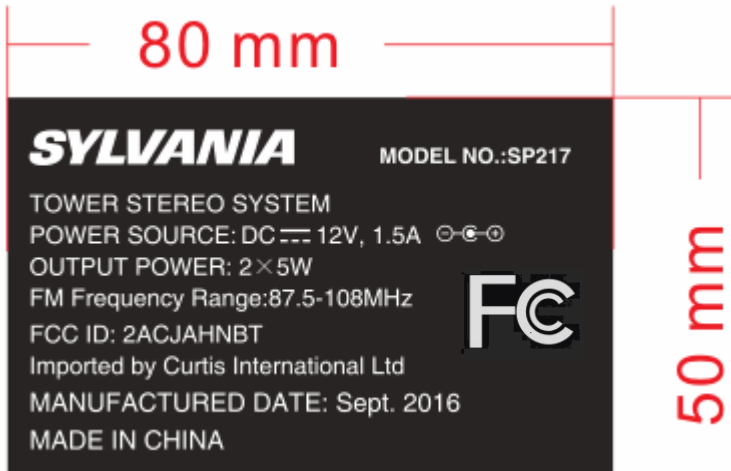 80 mm
SYLVANIA MODEL NO.:SP217
TOWER STEREO SYSTEM
POWER SOURCE: DC 12V, 1.5A
OUTPUT POWER: 2×5W
FM Frequency Range:87.5-108MHz
FC
FCC ID: 2ACJAHNBT
Imported by Curtis International Ltd
MANUFACTURED DATE: Sept. 2016
MADE IN CHINA
50 mm